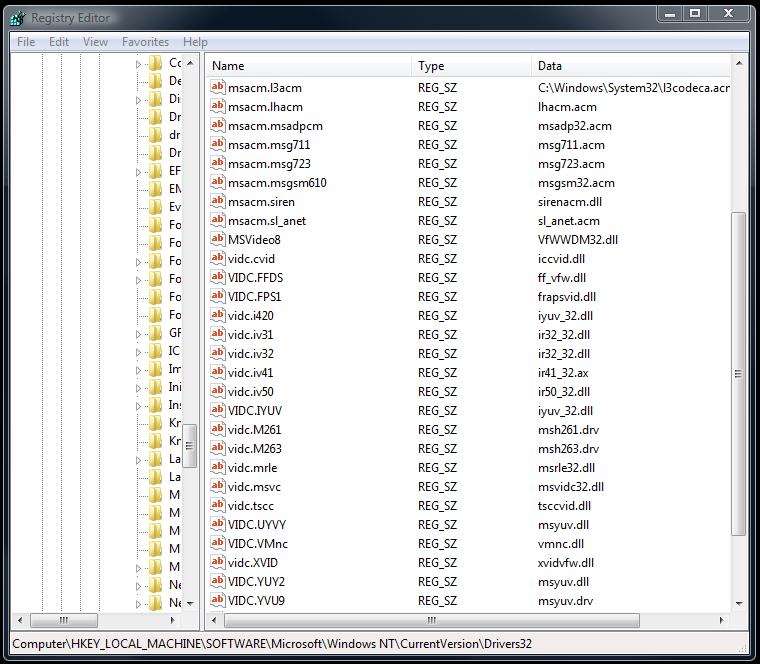 Registry Editor
File Edit View Favorites Help
Name Type Data
Co
De
Di
Dr
dr
Dr
EF
EM
Ev
Fo
Fo
Fo
Fo
Fo
Fo
GR
IC
Im
Ini
Ins
Kn
Kn
La
La
M
M
M
M
M
Ne
Ne
msacm.l3acm REG_SZ C:\Windows\System32\l3codeca.acm
msacm.lhacm REG_SZ lhacm.acm
msacm.msadpcm REG_SZ msadp32.acm
msacm.msg711 REG_SZ msg711.acm
msacm.msg723 REG_SZ msg723.acm
msacm.msgsm610 REG_SZ msgsm32.acm
msacm.siren REG_SZ sirenacm.dll
msacm.sl_anet REG_SZ sl_anet.acm
MSVideo8 REG_SZ VfWWDM32.dll
vidc.cvid REG_SZ iccvid.dll
VIDC.FFDS REG_SZ ff_vfw.dll
VIDC.FPS1 REG_SZ frapsvid.dll
vidc.i420 REG_SZ iyuv_32.dll
vidc.iv31 REG_SZ ir32_32.dll
vidc.iv32 REG_SZ ir32_32.dll
vidc.iv41 REG_SZ ir41_32.ax
vidc.iv50 REG_SZ ir50_32.dll
VIDC.IYUV REG_SZ iyuv_32.dll
vidc.M261 REG_SZ msh261.drv
vidc.M263 REG_SZ msh263.drv
vidc.mrle REG_SZ msrle32.dll
vidc.msvc REG_SZ msvidc32.dll
vidc.tscc REG_SZ tsccvid.dll
VIDC.UYVY REG_SZ msyuv.dll
VIDC.VMnc REG_SZ vmnc.dll
vidc.XVID REG_SZ xvidvfw.dll
VIDC.YUY2 REG_SZ msyuv.dll
VIDC.YVU9 REG_SZ msyuv.drv
Computer\HKEY_LOCAL_MACHINE\SOFTWARE\Microsoft\Windows NT\CurrentVersion\Drivers32